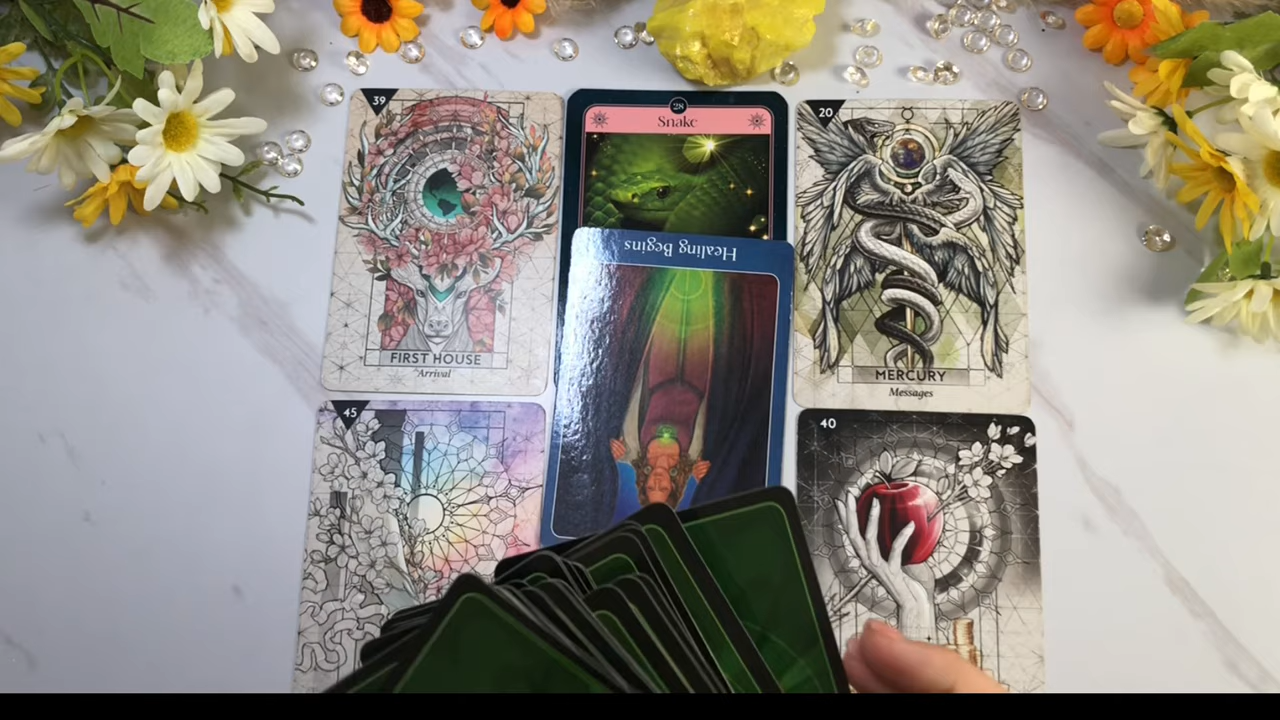 39
FIRST HOUSE
Arrival
28
Snake
Healing Begins
20
MERCURY
Messages
45
40